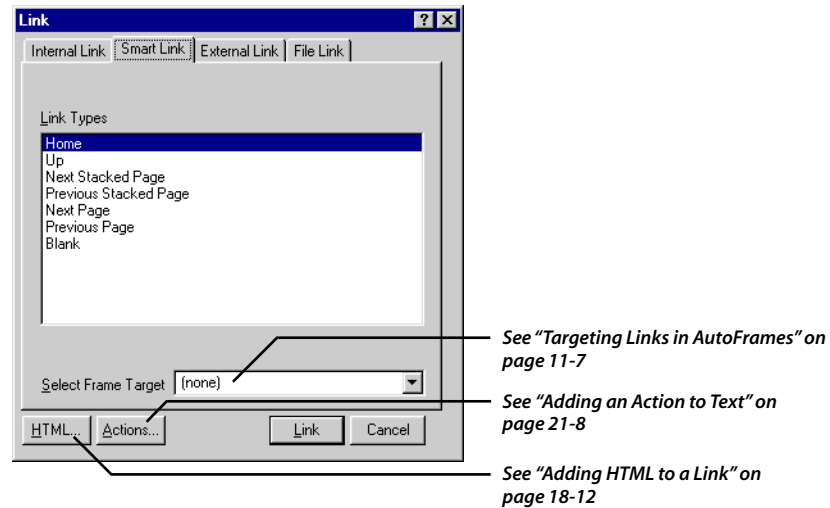 Link
Internal Link Smart Link External Link File Link
Link Types
Home
Up
Next Stacked Page
Previous Stacked Page
Next Page
Previous Page
Blank
Select Frame Target (none)
HTML... Actions... Link Cancel
See “Targeting Links in AutoFrames” on
page 11-7
See “Adding an Action to Text” on
page 21-8
See “Adding HTML to a Link” on
page 18-12